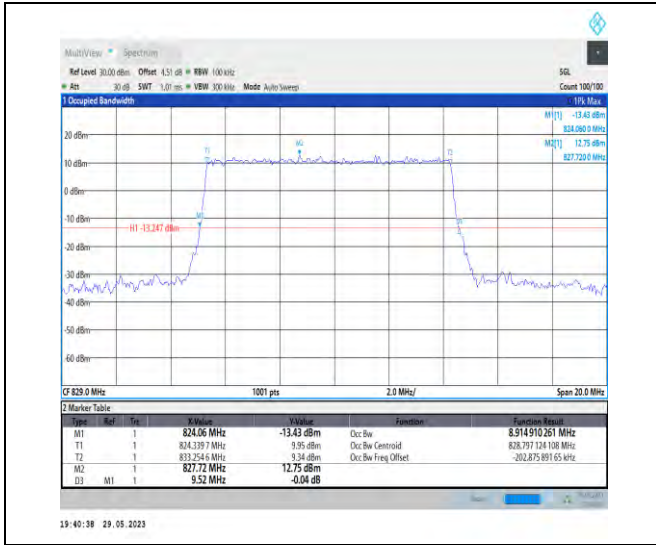 MultiView Spectrum
Ref Level 30.00 dBm Offset 4.51 dB RBW 100 kHz SGL
Att 30 dB SWT 1.01 ms VBW 300 kHz Mode Auto Sweep Count 100/100
1 Occupied Bandwidth 1Pk Max
M1[1] -13.43 dBm
824.060 0 MHz
M2[1] 12.75 dBm
827.720 0 MHz
20 dBm
T1 M2 T2
10 dBm
0 dBm
-10 dBm
M1
H1 -13.247 dBm
-20 dBm
-30 dBm
-40 dBm
-50 dBm
-60 dBm
CF 829.0 MHz 1001 pts 2.0 MHz/ Span 20.0 MHz
2 Marker Table
Type Ref Trc X-Value Y-Value Function Function Result
M1 1 824.06 MHz -13.43 dBm Occ Bw 8.914 910 261 MHz
T1 1 824.339 7 MHz 9.95 dBm Occ Bw Centroid 828.797 124 108 MHz
T2 1 833.254 6 MHz 9.34 dBm Occ Bw Freq Offset -202.875 891 65 kHz
M2 1 827.72 MHz 12.75 dBm
D3 M1 1 9.52 MHz -0.04 dB
19:40:38 29.05.2023